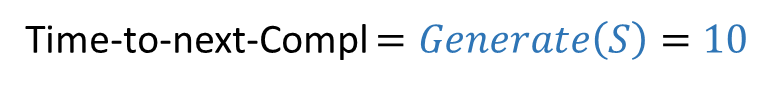 Time-to-next-Compl = Generate(S) = 10